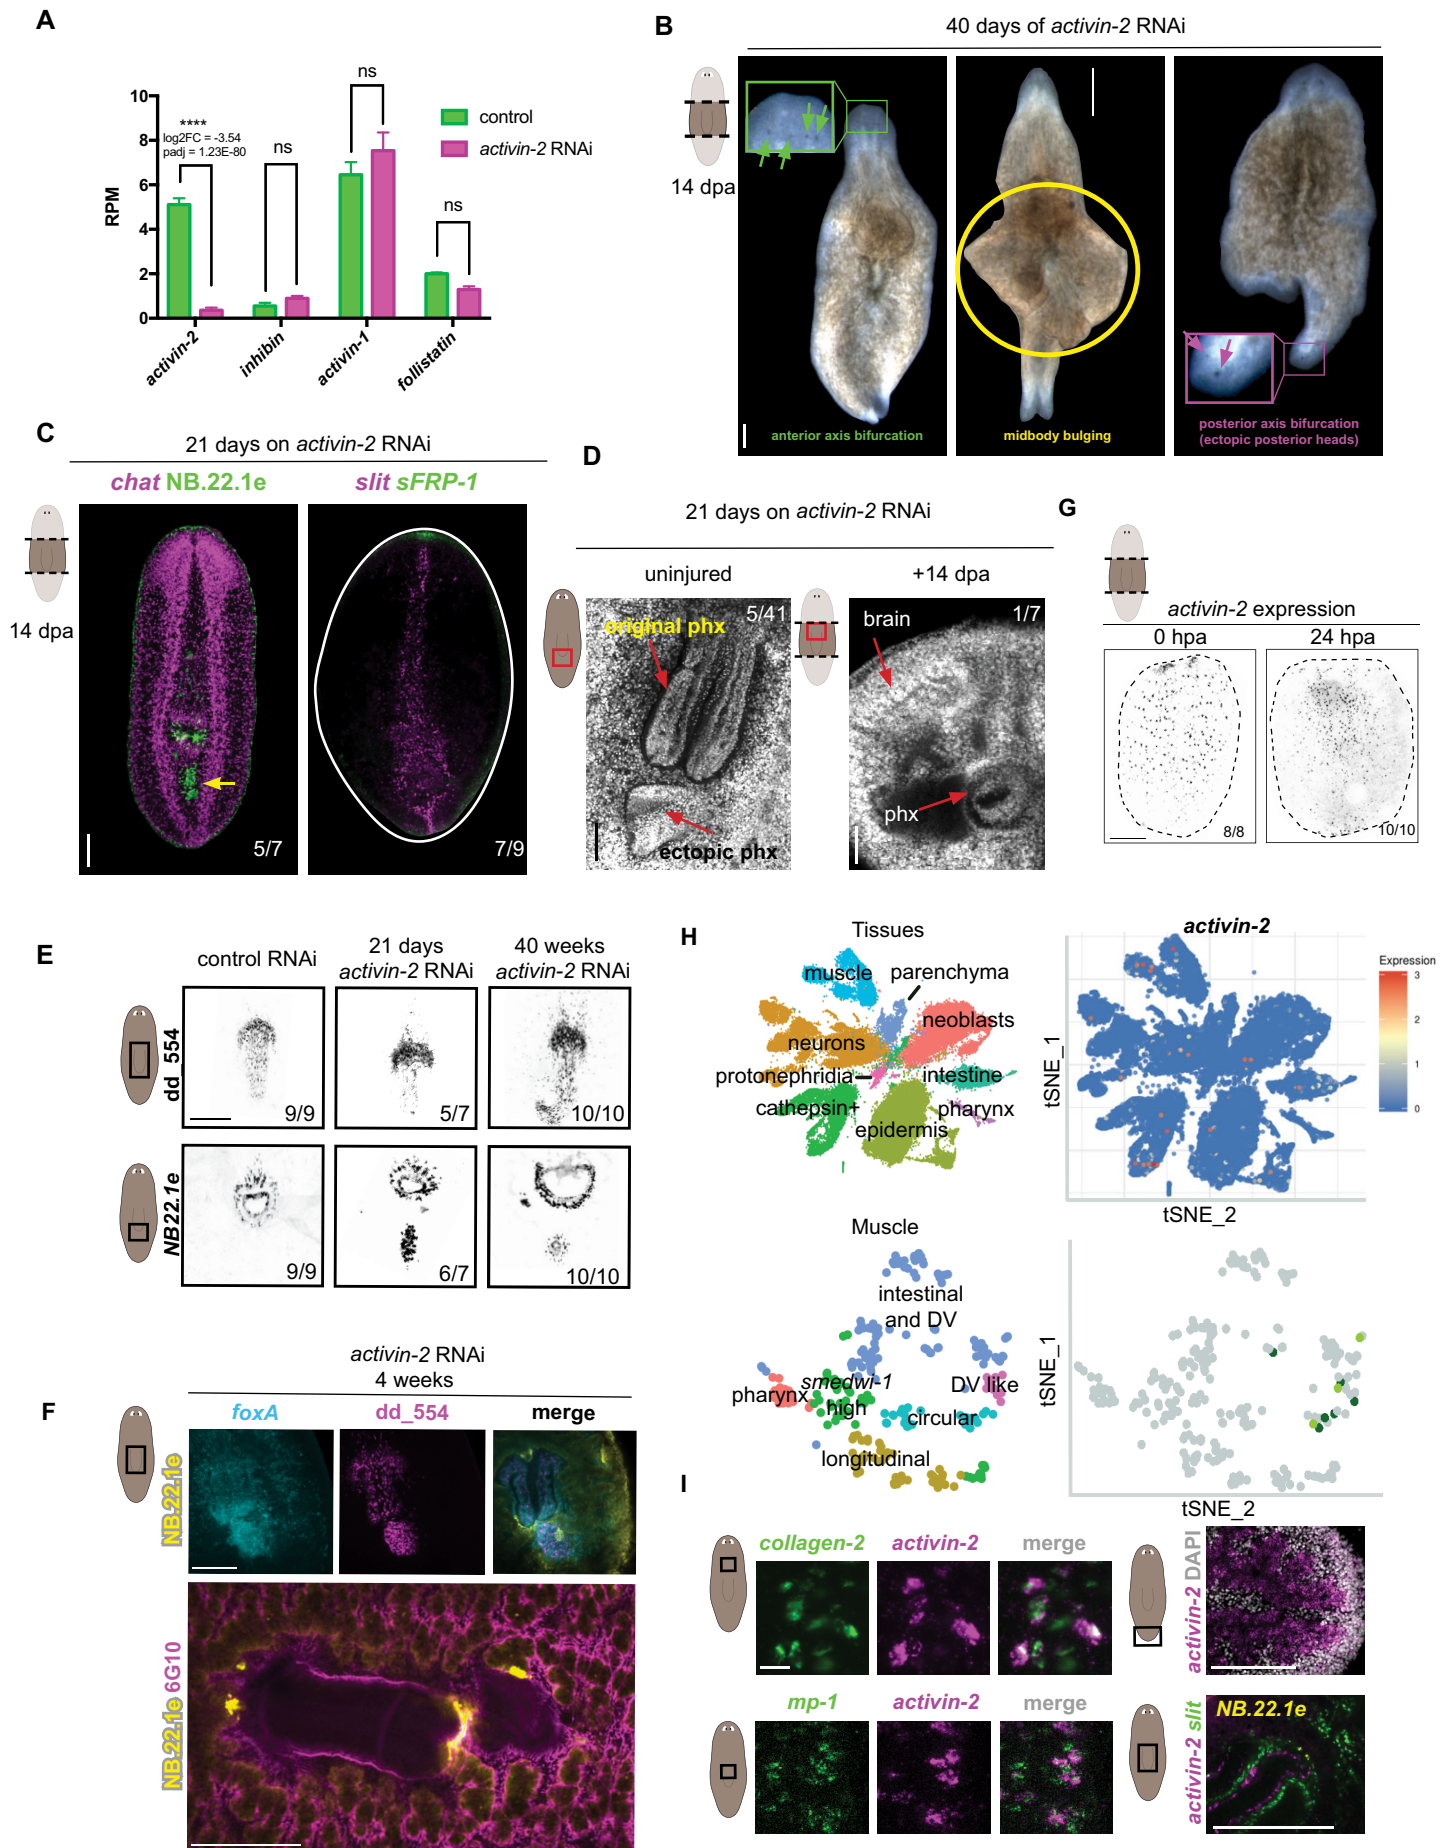 A
10
8
6
4
2
0
RPM
****
log2FC = -3.54
padj = 1.23E-80
ns
ns
ns
control
activin-2 RNAi
activin-2
inhibin
activin-1
follistatin
B
40 days of activin-2 RNAi
14 dpa
anterior axis bifurcation
midbody bulging
posterior axis bifurcation
(ectopic posterior heads)
C
21 days on activin-2 RNAi
chat NB.22.1e
slit sFRP-1
14 dpa
5/7
7/9
D
21 days on activin-2 RNAi
uninjured
+14 dpa
original phx
5/41
ectopic phx
brain
1/7
phx
G
activin-2 expression
0 hpa
24 hpa
8/8
10/10
E
control RNAi
21 days
activin-2 RNAi
40 weeks
activin-2 RNAi
dd_554
9/9
5/7
10/10
NB22.1e
9/9
6/7
10/10
F
activin-2 RNAi
4 weeks
foxA
dd_554
merge
NB.22.1e
NB.22.1e 6G10
H
Tissues
muscle
parenchyma
neoblasts
neurons
protonephridia
intestine
cathepsin+
pharynx
epidermis
activin-2
Expression
3
2
1
0
tSNE_1
tSNE_2
Muscle
intestinal
and DV
smedwi-1
high
pharynx
DV like
circular
longitudinal
tSNE_1
tSNE_2
I
collagen-2
activin-2
merge
activin-2 DAPI
mp-1
activin-2
merge
activin-2 slit
NB.22.1e